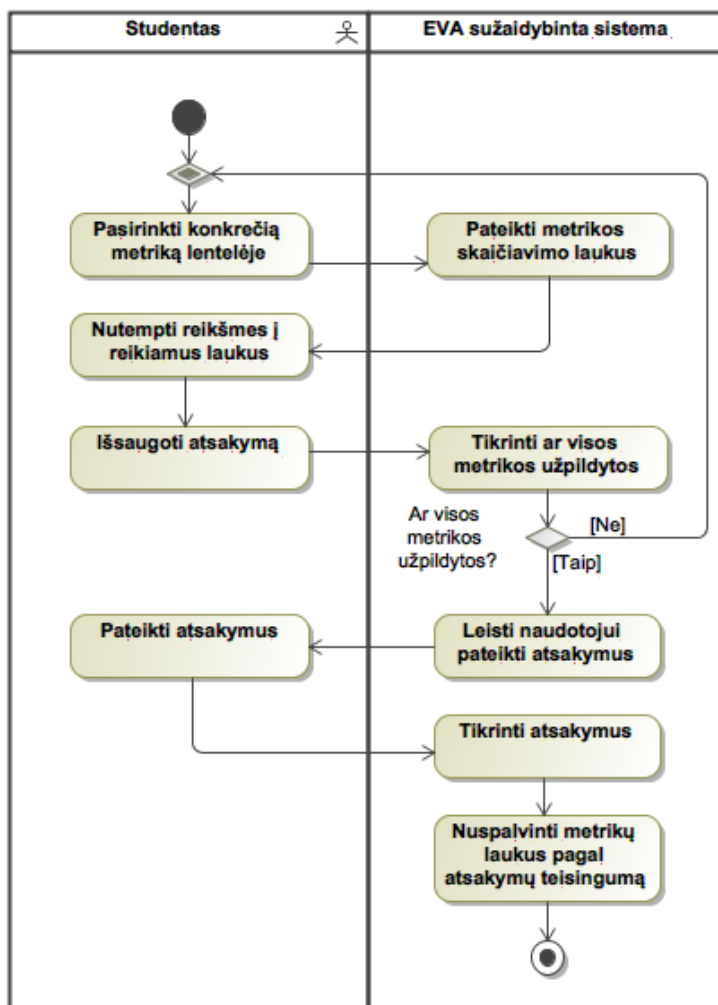 Studentas
EVA sužaidybinta sistema
Pasirinkti konkrečią
metriką lentelėje
Pateikti metrikos
skaičiavimo laukus
Nutempti reikšmes į
reikiamus laukus
Išsaugoti atsakymą
Tikrinti ar visos
metrikos užpildytos
Ar visos
metrikos
užpildytos?
[Ne]
[Taip]
Pateikti atsakymus
Leisti naudotojui
pateikti atsakymus
Tikrinti atsakymus
Nuspalvinti metrikų
laukus pagal
atsakymų teisingumą